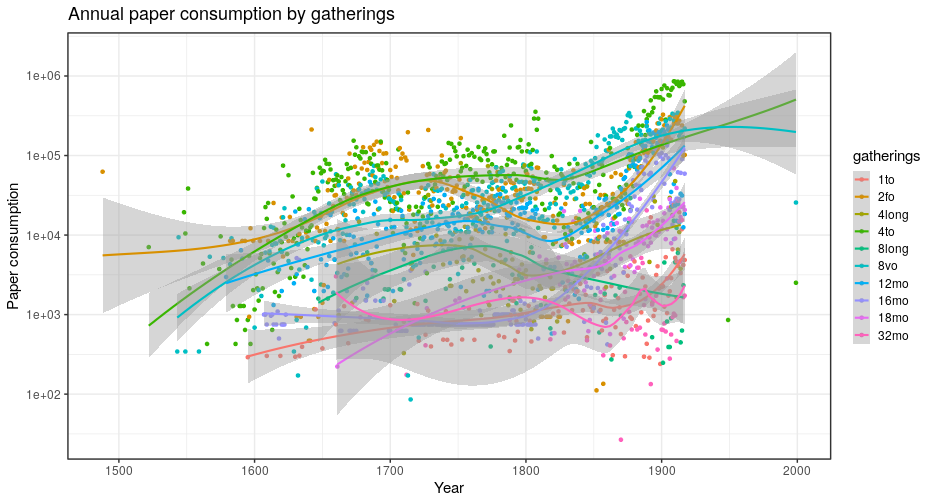 Annual paper consumption by gatherings
Paper consumption
1e+06
1e+05
1e+04
1e+03
1e+02
1500
1600
1700
1800
1900
2000
Year
gatherings
1to
2fo
4long
4to
8long
8vo
12mo
16mo
18mo
32mo